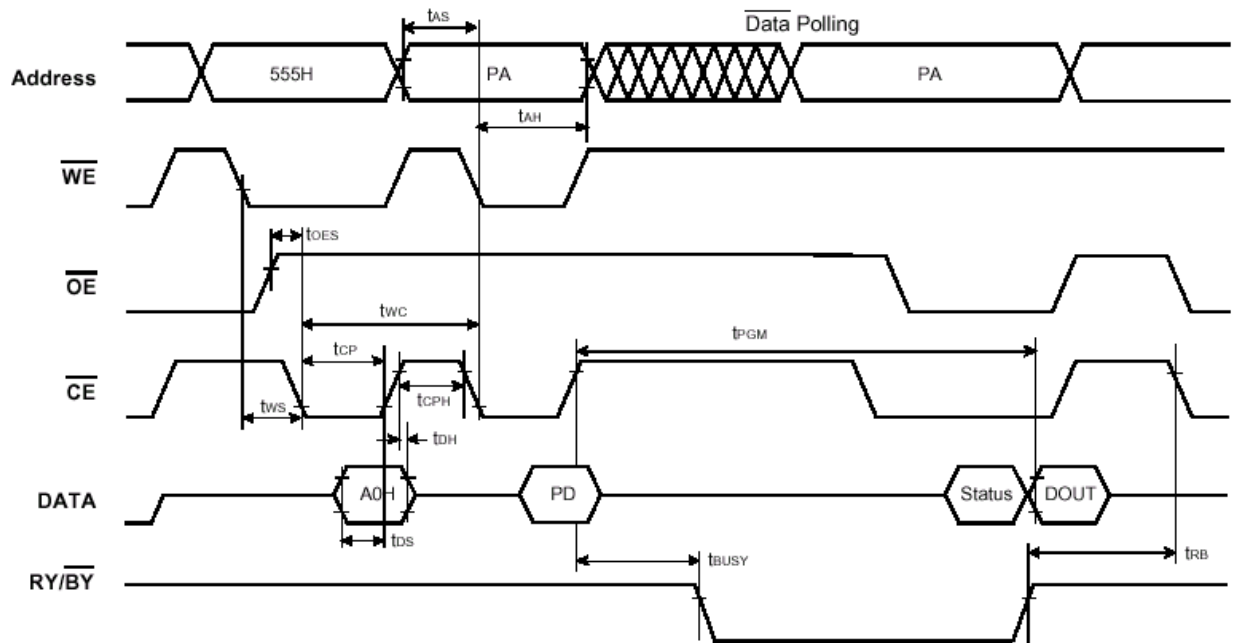 tAS
Data Polling
Address
555H
PA
PA
tAH
WE
tOES
OE
tWC
tPGM
tCP
CE
tCPH
tWS
tDH
DATA
A0H
PD
Status
DOUT
tDS
tBUSY
tRB
RY/BY